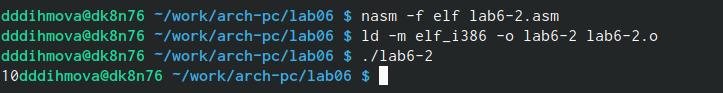 dddihmova@dk8n76 ~/work/arch-pc/lab06 $ nasm -f elf lab6-2.asm
dddihmova@dk8n76 ~/work/arch-pc/lab06 $ ld -m elf_i386 -o lab6-2 lab6-2.o
dddihmova@dk8n76 ~/work/arch-pc/lab06 $ ./lab6-2
10dddihmova@dk8n76 ~/work/arch-pc/lab06 $